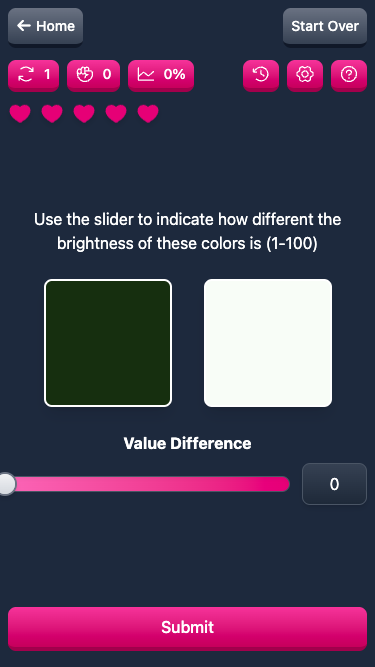 Home
Start Over
1
0
0%
Use the slider to indicate how different the
brightness of these colors is (1-100)
Value Difference
0
Submit